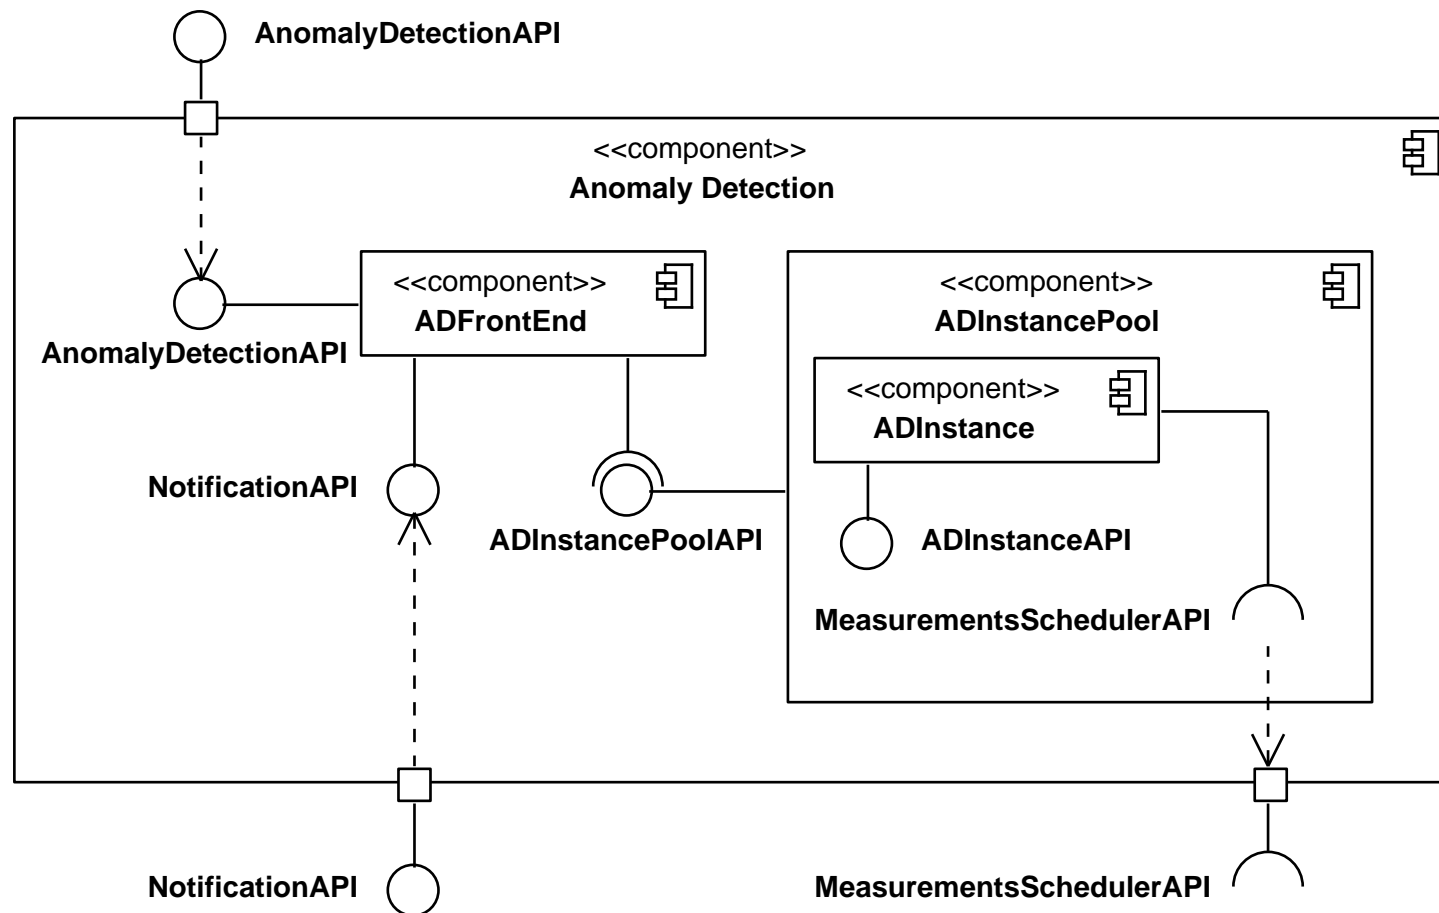 AnomalyDetectionAPI
<<component>>
Anomaly Detection
<<component>>
ADFrontEnd
<<component>>
ADInstancePool
AnomalyDetectionAPI
<<component>>
ADInstance
NotificationAPI
ADInstancePoolAPI
ADInstanceAPI
MeasurementsSchedulerAPI
NotificationAPI
MeasurementsSchedulerAPI